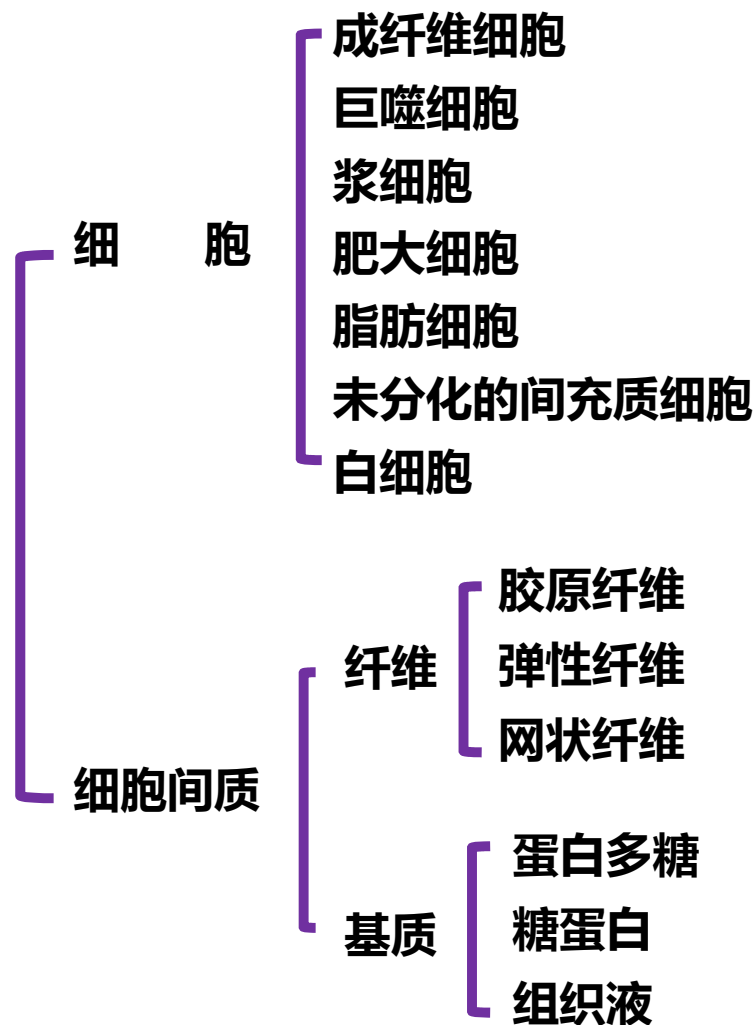 成纤维细胞
巨噬细胞
浆细胞
细 胞
肥大细胞
脂肪细胞
未分化的间充质细胞
白细胞
胶原纤维
纤维
弹性纤维
网状纤维
细胞间质
蛋白多糖
基质
糖蛋白
组织液